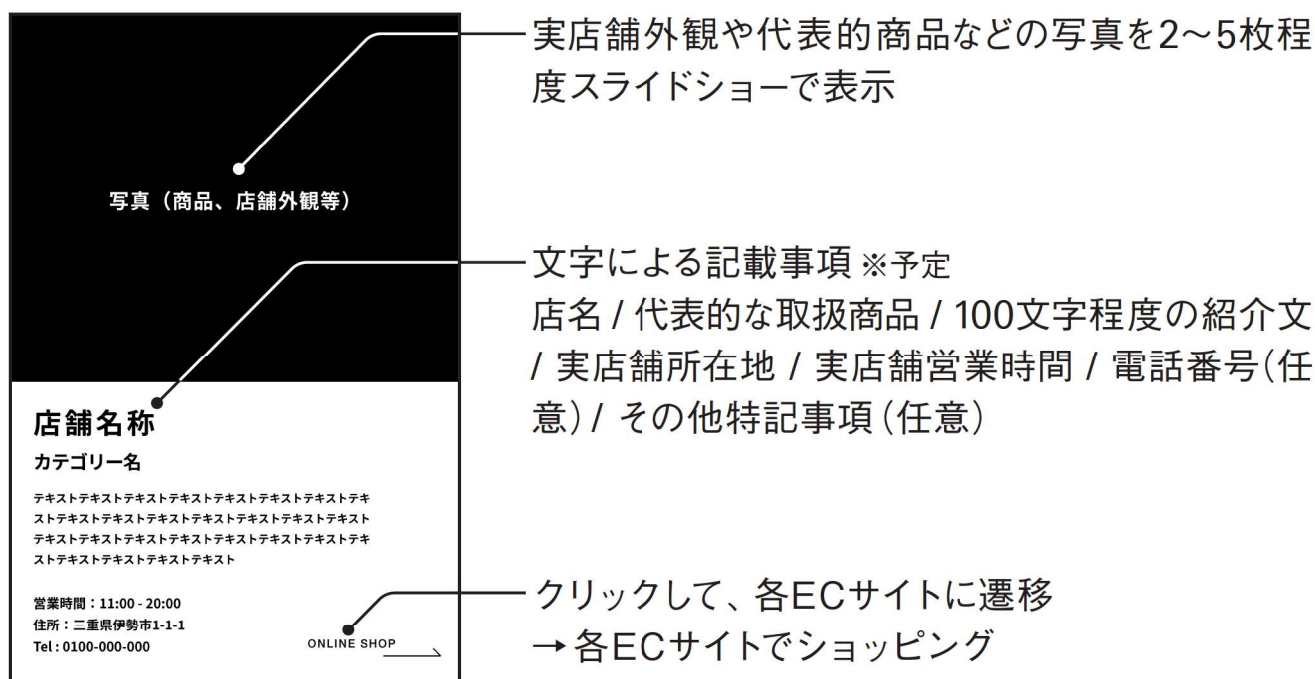 実店舗外観や代表的商品などの写真を2〜5枚程
度スライドショーで表示
写真（商品、店舗外観等）
文字による記載事項 ※予定
店名 / 代表的な取扱商品 / 100文字程度の紹介文
/ 実店舗所在地 / 実店舗営業時間 / 電話番号(任
意) / その他特記事項(任意)
店舗名称
カテゴリー名
テキストテキストテキストテキストテキストテキストテキストテキ
ストテキストテキストテキストテキストテキストテキストテキスト
テキストテキストテキストテキストテキストテキストテキストテキ
ストテキストテキストテキストテキスト
営業時間：11:00 - 20:00
住所：三重県伊勢市1-1-1
Tel : 0100-000-000
ONLINE SHOP
クリックして、各ECサイトに遷移
→各ECサイトでショッピング